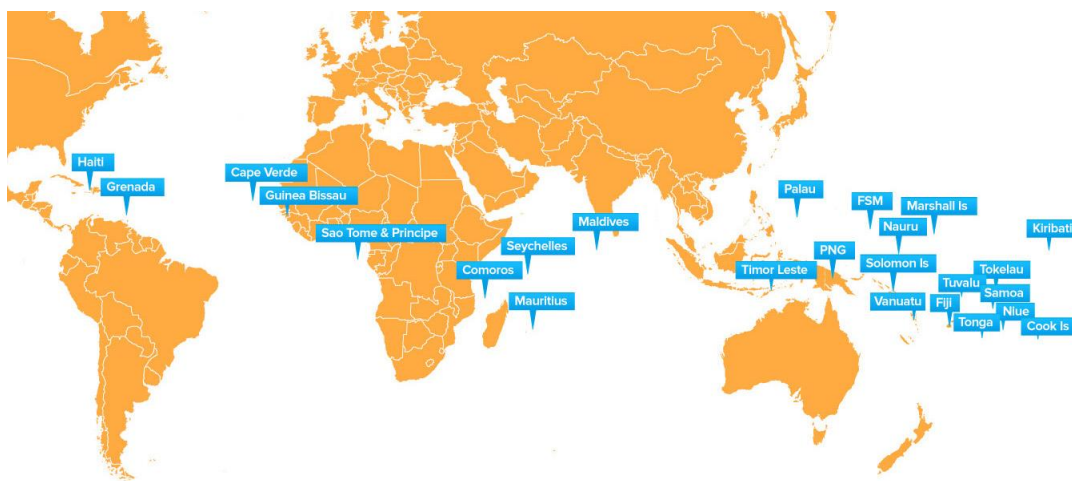 Haiti
Grenada
Cape Verde
Guinea Bissau
Sao Tome & Principe
Comoros
Seychelles
Mauritius
Maldives
Palau
FSM
Marshall Is
Nauru
Kiribati
PNG
Timor Leste
Solomon Is
Tokelau
Tuvalu
Samoa
Vanuatu
Fiji
Niue
Tonga
Cook Is